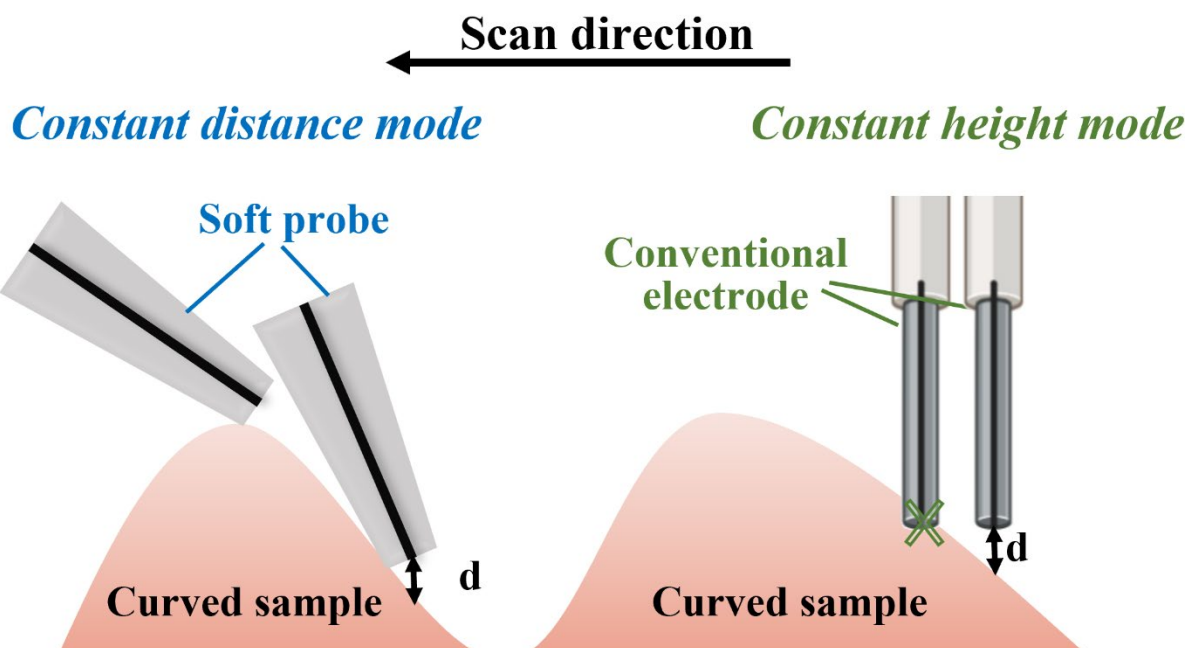 Scan direction
Constant distance mode
Constant height mode
Soft probe
Conventional
electrode
d
d
Curved sample
Curved sample